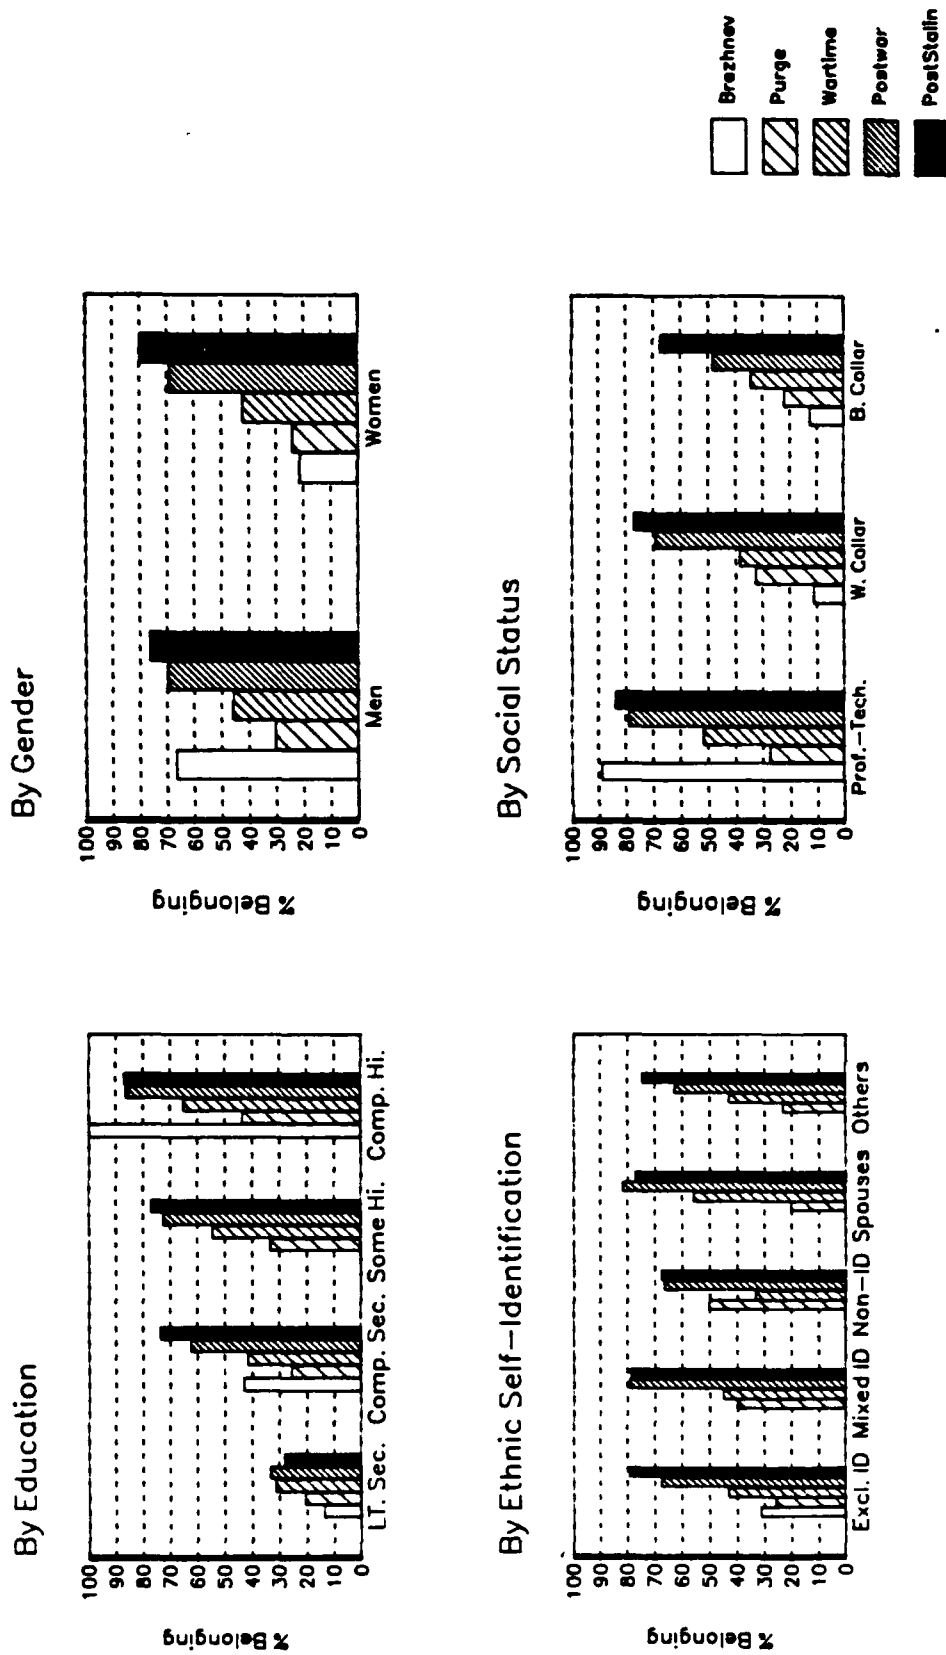 By Education
% Belonging
100
90
80
70
60
50
40
30
20
10
0
LT. Sec. Comp. Sec. Some Hi. Comp. Hi.
By Gender
% Belonging
100
90
80
70
60
50
40
30
20
10
0
Men Women
By Ethnic Self-Identification
% Belonging
100
90
80
70
60
50
40
30
20
10
0
Excl. ID Mixed ID Non-ID Spouses Others
By Social Status
% Belonging
100
90
80
70
60
50
40
30
20
10
0
Prof.-Tech. W. Collar B. Collar
Brezhnev
Purge
Wartime
Postwar
PostStalin